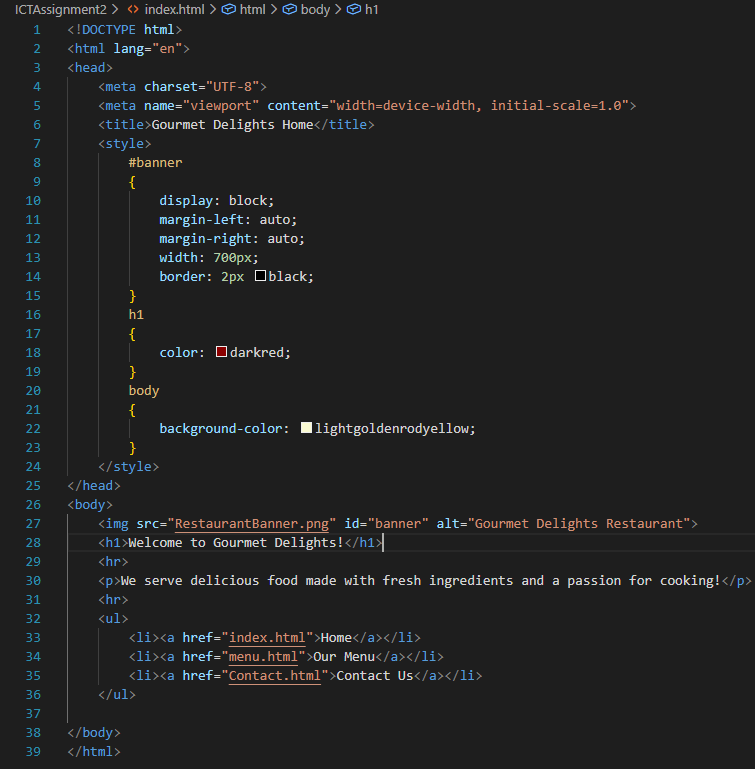 ICTAssignment2 > <> index.html > html > body > h1
1 <!DOCTYPE html>
2 <html lang="en">
3 <head>
4     <meta charset="UTF-8">
5     <meta name="viewport" content="width=device-width, initial-scale=1.0">
6     <title>Gourmet Delights Home</title>
7     <style>
8         #banner
9         {
10             display: block;
11             margin-left: auto;
12             margin-right: auto;
13             width: 700px;
14             border: 2px black;
15         }
16         h1
17         {
18             color: darkred;
19         }
20         body
21         {
22             background-color: lightgoldenrodyellow;
23         }
24     </style>
25 </head>
26 <body>
27     <img src="RestaurantBanner.png" id="banner" alt="Gourmet Delights Restaurant">
28     <h1>Welcome to Gourmet Delights!</h1>
29     <hr>
30     <p>We serve delicious food made with fresh ingredients and a passion for cooking!</p>
31     <hr>
32     <ul>
33         <li><a href="index.html">Home</a></li>
34         <li><a href="menu.html">Our Menu</a></li>
35         <li><a href="Contact.html">Contact Us</a></li>
36     </ul>
37
38 </body>
39 </html>